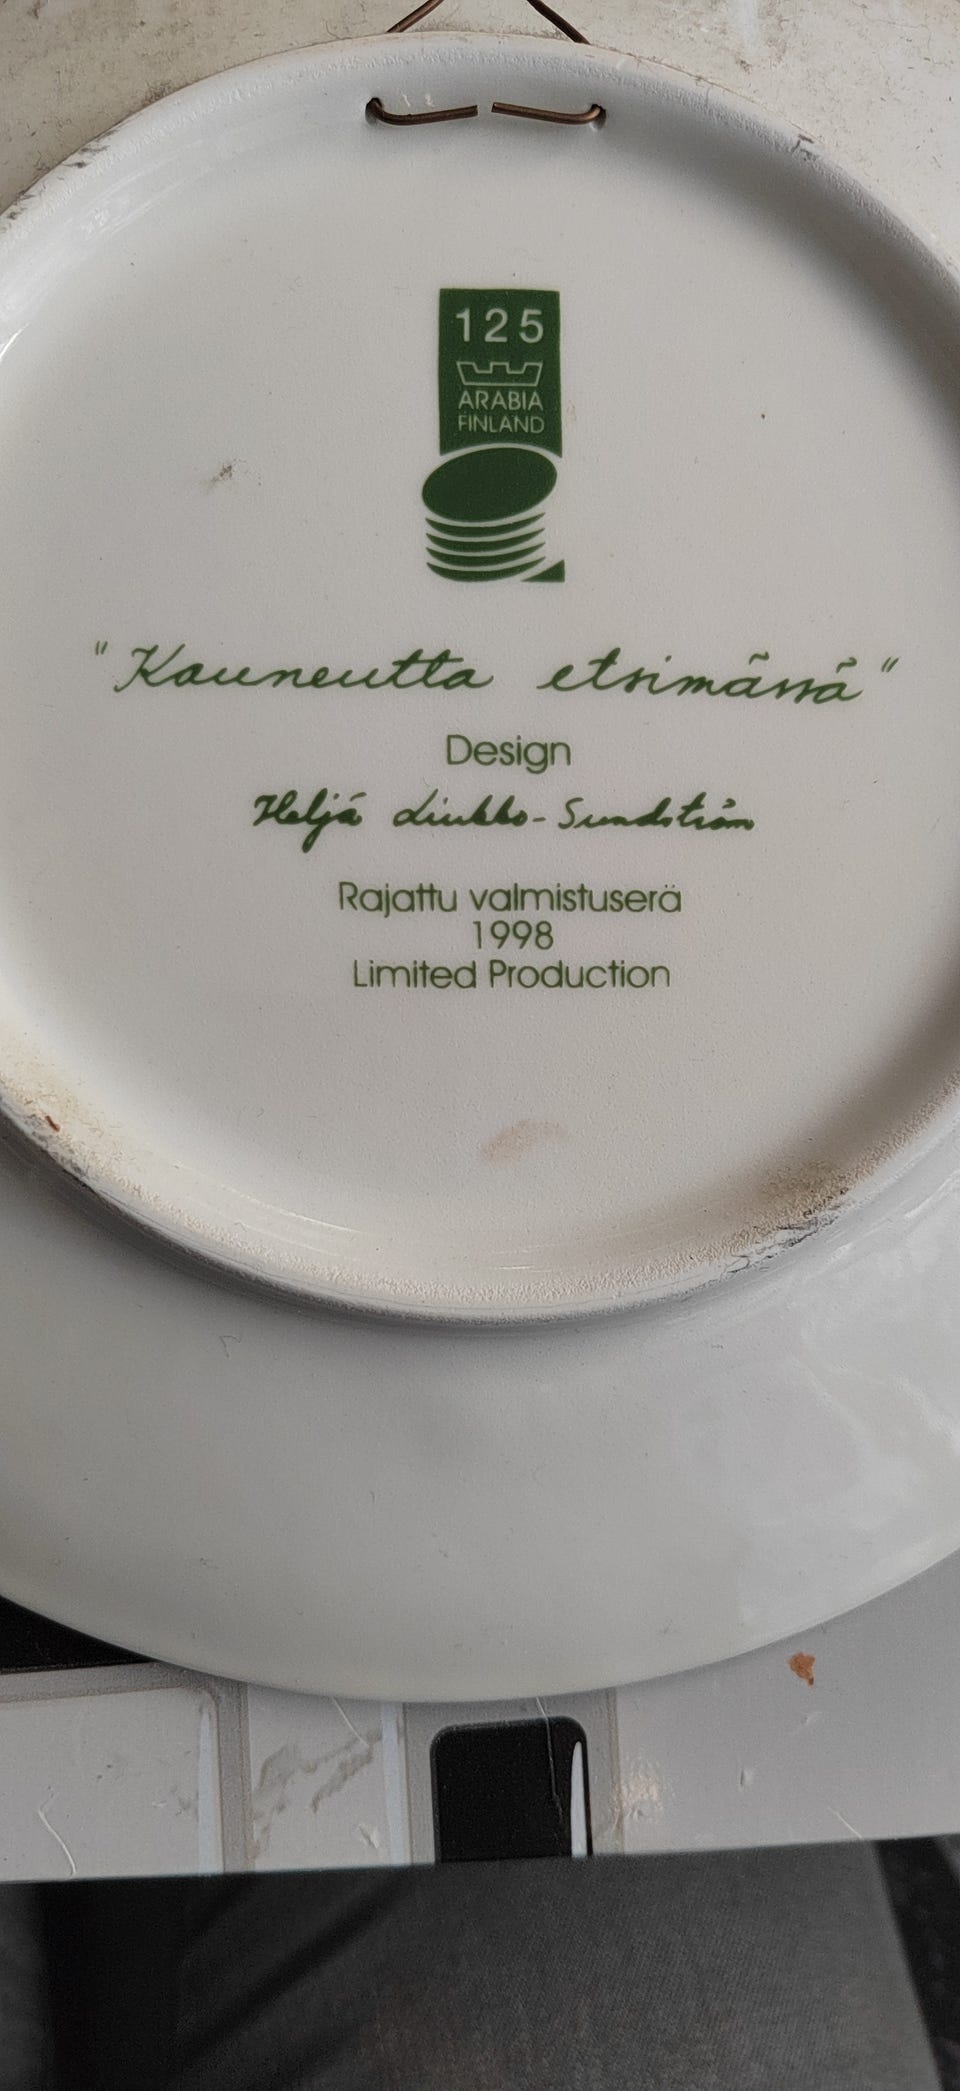 125
ARABIA
FINLAND
"Kauneutta etsimässä"
Design
Heljä Liukko-Sundström
Rajattu valmistuserä
1998
Limited Production